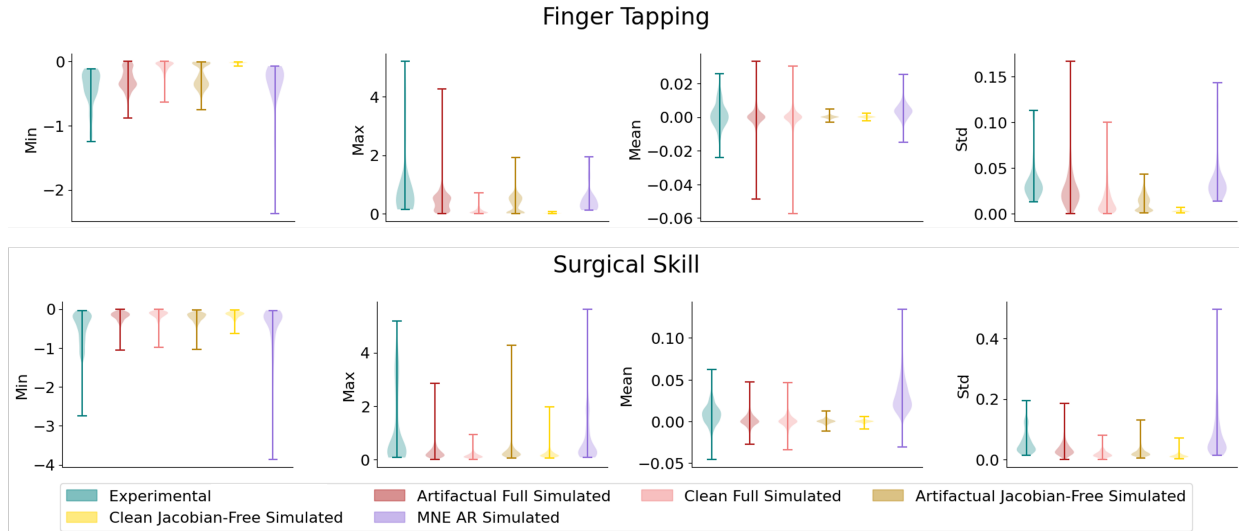 Finger Tapping
0
−1
−2
Min
4
2
0
Max
0.02
0.00
−0.02
−0.04
−0.06
Mean
0.15
0.10
0.05
0.00
Std
Surgical Skill
0
−1
−2
−3
−4
Min
4
2
0
Max
0.10
0.05
0.00
−0.05
Mean
0.4
0.2
0.0
Std
Experimental Artifactual Full Simulated Clean Full Simulated Artifactual Jacobian-Free Simulated
Clean Jacobian-Free Simulated MNE AR Simulated